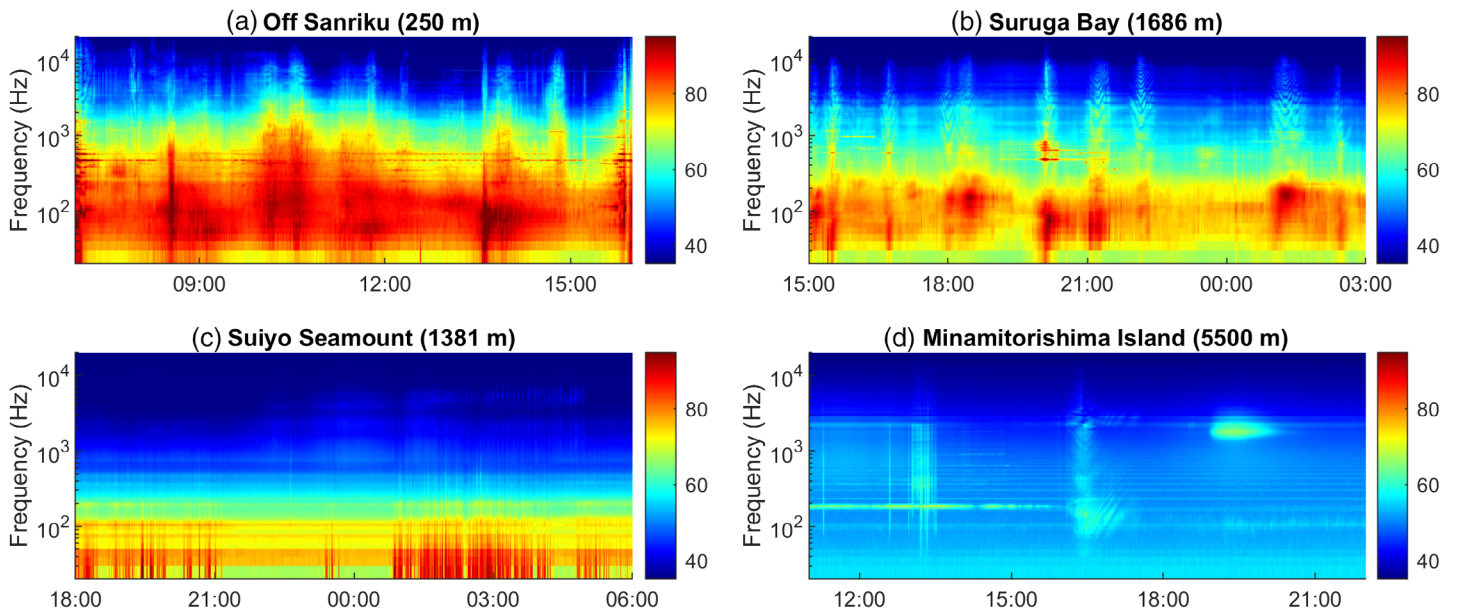 (a) Off Sanriku (250 m)
Frequency (Hz)
10^4
10^3
10^2
09:00 12:00 15:00
80
60
40
(b) Suruga Bay (1686 m)
Frequency (Hz)
10^4
10^3
10^2
15:00 18:00 21:00 00:00 03:00
80
60
40
(c) Suiyo Seamount (1381 m)
Frequency (Hz)
10^4
10^3
10^2
18:00 21:00 00:00 03:00 06:00
80
60
40
(d) Minamitorishima Island (5500 m)
Frequency (Hz)
10^4
10^3
10^2
12:00 15:00 18:00 21:00
80
60
40